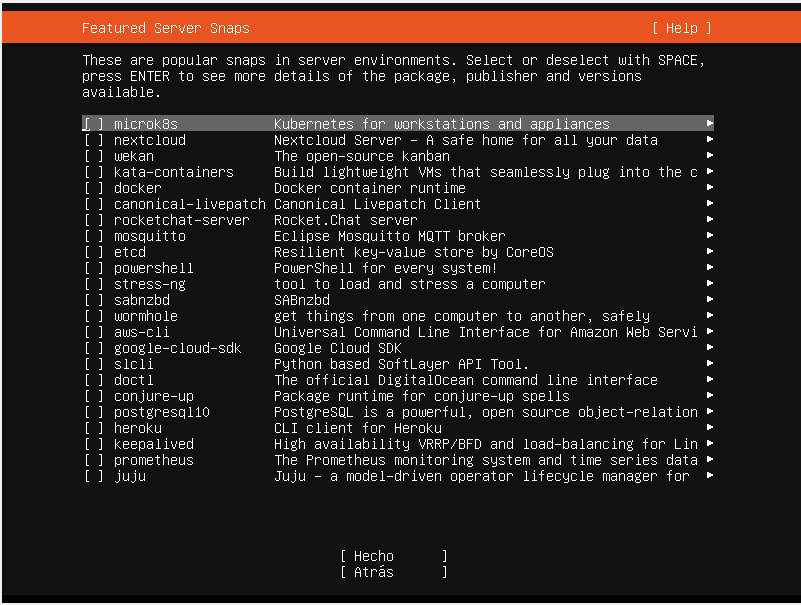 Featured Server Snaps [ Help ]
These are popular snaps in server environments. Select or deselect with SPACE,
press ENTER to see more details of the package, publisher and versions
available.
[ ] microk8s Kubernetes for workstations and appliances ►
[ ] nextcloud Nextcloud Server – A safe home for all your data ►
[ ] wekan The open-source kanban ►
[ ] kata-containers Build lightweight VMs that seamlessly plug into the c ►
[ ] docker Docker container runtime ►
[ ] canonical-livepatch Canonical Livepatch Client ►
[ ] rocketchat-server Rocket.Chat server ►
[ ] mosquitto Eclipse Mosquitto MQTT broker ►
[ ] etcd Resilient key-value store by CoreOS ►
[ ] powershell PowerShell for every system! ►
[ ] stress-ng tool to load and stress a computer ►
[ ] sabnzbd SABnzbd ►
[ ] wormhole get things from one computer to another, safely ►
[ ] aws-cli Universal Command Line Interface for Amazon Web Servi ►
[ ] google-cloud-sdk Google Cloud SDK ►
[ ] slcli Python based SoftLayer API Tool. ►
[ ] doctl The official DigitalOcean command line interface ►
[ ] conjure-up Package runtime for conjure-up spells ►
[ ] postgresql10 PostgreSQL is a powerful, open source object-relation ►
[ ] heroku CLI client for Heroku ►
[ ] keepalived High availability VRRP/BFD and load-balancing for Lin ►
[ ] prometheus The Prometheus monitoring system and time series data ►
[ ] juju Juju – a model-driven operator lifecycle manager for ►
[ Hecho ]
[ Atrás ]